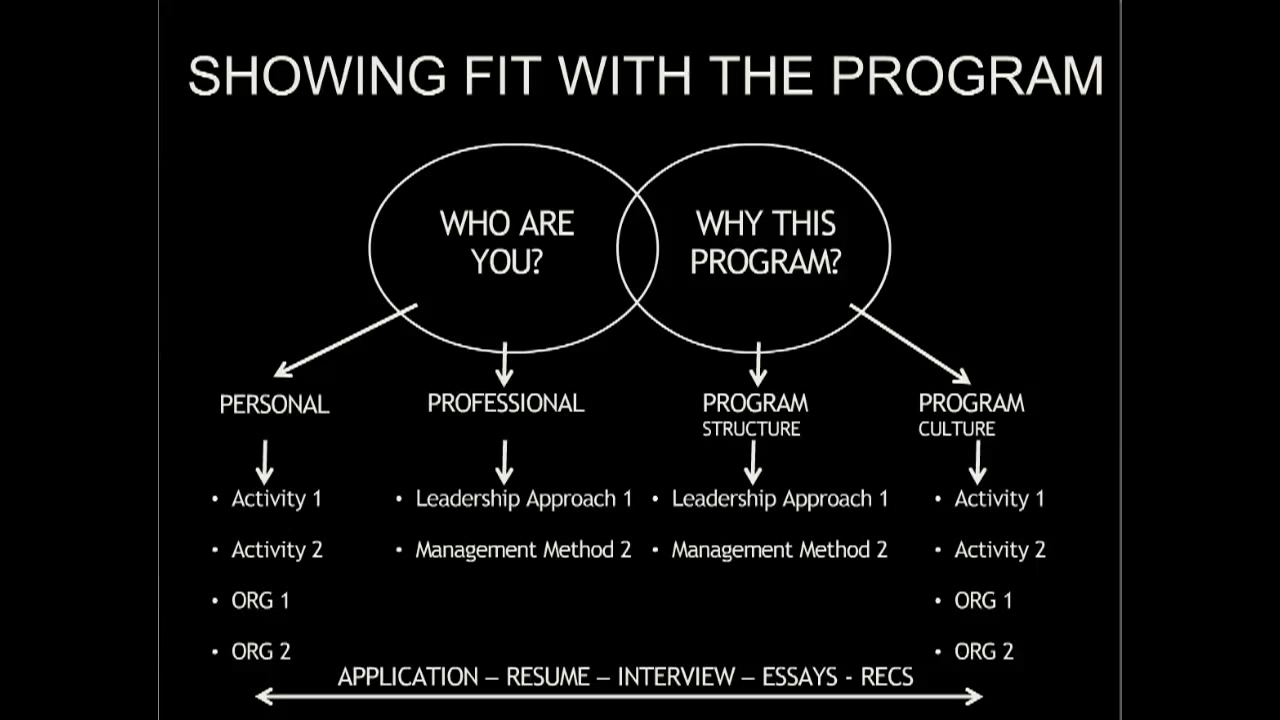 SHOWING FIT WITH THE PROGRAM
WHO ARE
YOU?
WHY THIS
PROGRAM?
PERSONAL
PROFESSIONAL
PROGRAM
STRUCTURE
PROGRAM
CULTURE
• Activity 1
• Activity 2
• ORG 1
• ORG 2
• Leadership Approach 1
• Management Method 2
• Leadership Approach 1
• Management Method 2
• Activity 1
• Activity 2
• ORG 1
• ORG 2
APPLICATION – RESUME – INTERVIEW – ESSAYS - RECS